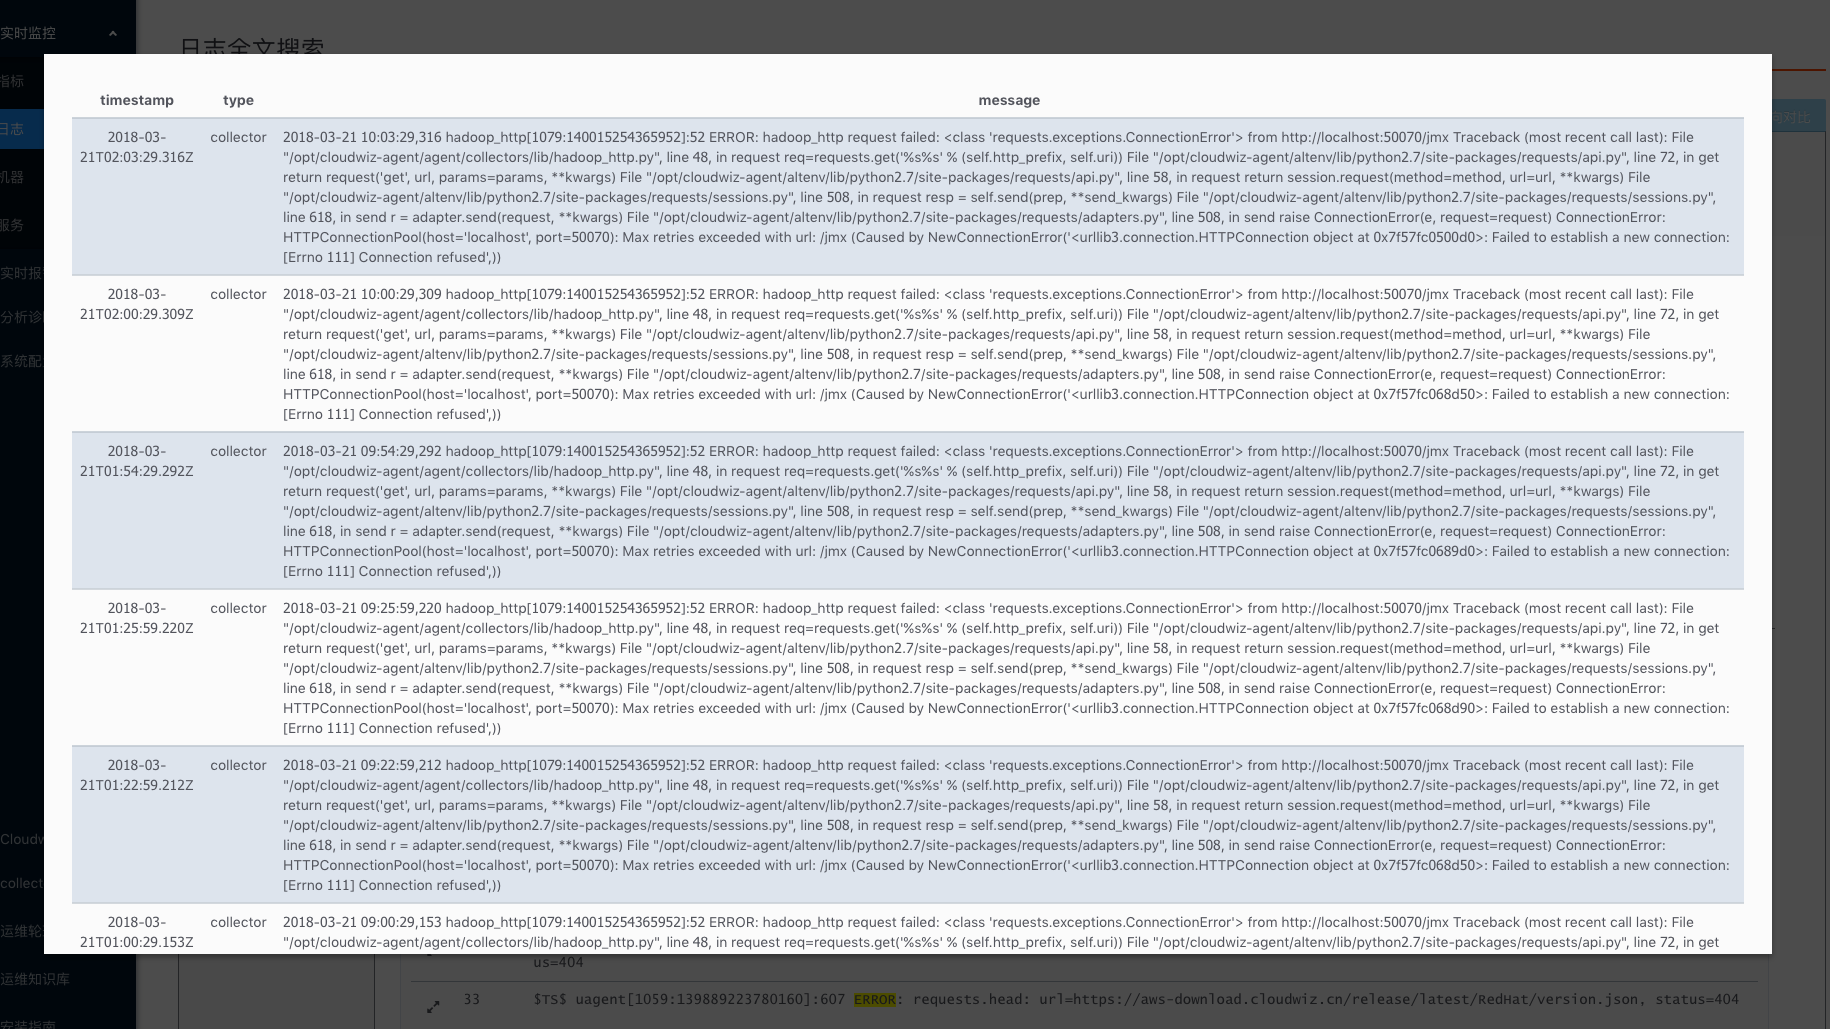 实时监控
日志全文搜索
指标
日志
机器
服务
实时报
分析诊
系统配
Cloudw
collect
运维轮
运维知识库
安装指南
对比
timestamp type message
2018-03-21T02:03:29.316Z collector 2018-03-21 10:03:29,316 hadoop_http[1079:140015254365952]:52 ERROR: hadoop_http request failed: <class 'requests.exceptions.ConnectionError'> from http://localhost:50070/jmx Traceback (most recent call last): File
"/opt/cloudwiz-agent/agent/collectors/lib/hadoop_http.py", line 48, in request req=requests.get('%s%s' % (self.http_prefix, self.uri)) File "/opt/cloudwiz-agent/altenv/lib/python2.7/site-packages/requests/api.py", line 72, in get
return request('get', url, params=params, **kwargs) File "/opt/cloudwiz-agent/altenv/lib/python2.7/site-packages/requests/api.py", line 58, in request return session.request(method=method, url=url, **kwargs) File
"/opt/cloudwiz-agent/altenv/lib/python2.7/site-packages/requests/sessions.py", line 508, in request resp = self.send(prep, **send_kwargs) File "/opt/cloudwiz-agent/altenv/lib/python2.7/site-packages/requests/sessions.py",
line 618, in send r = adapter.send(request, **kwargs) File "/opt/cloudwiz-agent/altenv/lib/python2.7/site-packages/requests/adapters.py", line 508, in send raise ConnectionError(e, request=request) ConnectionError:
HTTPConnectionPool(host='localhost', port=50070): Max retries exceeded with url: /jmx (Caused by NewConnectionError('<urllib3.connection.HTTPConnection object at 0x7f57fc0500d0>: Failed to establish a new connection:
[Errno 111] Connection refused',))
2018-03-21T02:00:29.309Z collector 2018-03-21 10:00:29,309 hadoop_http[1079:140015254365952]:52 ERROR: hadoop_http request failed: <class 'requests.exceptions.ConnectionError'> from http://localhost:50070/jmx Traceback (most recent call last): File
"/opt/cloudwiz-agent/agent/collectors/lib/hadoop_http.py", line 48, in request req=requests.get('%s%s' % (self.http_prefix, self.uri)) File "/opt/cloudwiz-agent/altenv/lib/python2.7/site-packages/requests/api.py", line 72, in get
return request('get', url, params=params, **kwargs) File "/opt/cloudwiz-agent/altenv/lib/python2.7/site-packages/requests/api.py", line 58, in request return session.request(method=method, url=url, **kwargs) File
"/opt/cloudwiz-agent/altenv/lib/python2.7/site-packages/requests/sessions.py", line 508, in request resp = self.send(prep, **send_kwargs) File "/opt/cloudwiz-agent/altenv/lib/python2.7/site-packages/requests/sessions.py",
line 618, in send r = adapter.send(request, **kwargs) File "/opt/cloudwiz-agent/altenv/lib/python2.7/site-packages/requests/adapters.py", line 508, in send raise ConnectionError(e, request=request) ConnectionError:
HTTPConnectionPool(host='localhost', port=50070): Max retries exceeded with url: /jmx (Caused by NewConnectionError('<urllib3.connection.HTTPConnection object at 0x7f57fc068d50>: Failed to establish a new connection:
[Errno 111] Connection refused',))
2018-03-21T01:54:29.292Z collector 2018-03-21 09:54:29,292 hadoop_http[1079:140015254365952]:52 ERROR: hadoop_http request failed: <class 'requests.exceptions.ConnectionError'> from http://localhost:50070/jmx Traceback (most recent call last): File
"/opt/cloudwiz-agent/agent/collectors/lib/hadoop_http.py", line 48, in request req=requests.get('%s%s' % (self.http_prefix, self.uri)) File "/opt/cloudwiz-agent/altenv/lib/python2.7/site-packages/requests/api.py", line 72, in get
return request('get', url, params=params, **kwargs) File "/opt/cloudwiz-agent/altenv/lib/python2.7/site-packages/requests/api.py", line 58, in request return session.request(method=method, url=url, **kwargs) File
"/opt/cloudwiz-agent/altenv/lib/python2.7/site-packages/requests/sessions.py", line 508, in request resp = self.send(prep, **send_kwargs) File "/opt/cloudwiz-agent/altenv/lib/python2.7/site-packages/requests/sessions.py",
line 618, in send r = adapter.send(request, **kwargs) File "/opt/cloudwiz-agent/altenv/lib/python2.7/site-packages/requests/adapters.py", line 508, in send raise ConnectionError(e, request=request) ConnectionError:
HTTPConnectionPool(host='localhost', port=50070): Max retries exceeded with url: /jmx (Caused by NewConnectionError('<urllib3.connection.HTTPConnection object at 0x7f57fc0689d0>: Failed to establish a new connection:
[Errno 111] Connection refused',))
2018-03-21T01:25:59.220Z collector 2018-03-21 09:25:59,220 hadoop_http[1079:140015254365952]:52 ERROR: hadoop_http request failed: <class 'requests.exceptions.ConnectionError'> from http://localhost:50070/jmx Traceback (most recent call last): File
"/opt/cloudwiz-agent/agent/collectors/lib/hadoop_http.py", line 48, in request req=requests.get('%s%s' % (self.http_prefix, self.uri)) File "/opt/cloudwiz-agent/altenv/lib/python2.7/site-packages/requests/api.py", line 72, in get
return request('get', url, params=params, **kwargs) File "/opt/cloudwiz-agent/altenv/lib/python2.7/site-packages/requests/api.py", line 58, in request return session.request(method=method, url=url, **kwargs) File
"/opt/cloudwiz-agent/altenv/lib/python2.7/site-packages/requests/sessions.py", line 508, in request resp = self.send(prep, **send_kwargs) File "/opt/cloudwiz-agent/altenv/lib/python2.7/site-packages/requests/sessions.py",
line 618, in send r = adapter.send(request, **kwargs) File "/opt/cloudwiz-agent/altenv/lib/python2.7/site-packages/requests/adapters.py", line 508, in send raise ConnectionError(e, request=request) ConnectionError:
HTTPConnectionPool(host='localhost', port=50070): Max retries exceeded with url: /jmx (Caused by NewConnectionError('<urllib3.connection.HTTPConnection object at 0x7f57fc068d90>: Failed to establish a new connection:
[Errno 111] Connection refused',))
2018-03-21T01:22:59.212Z collector 2018-03-21 09:22:59,212 hadoop_http[1079:140015254365952]:52 ERROR: hadoop_http request failed: <class 'requests.exceptions.ConnectionError'> from http://localhost:50070/jmx Traceback (most recent call last): File
"/opt/cloudwiz-agent/agent/collectors/lib/hadoop_http.py", line 48, in request req=requests.get('%s%s' % (self.http_prefix, self.uri)) File "/opt/cloudwiz-agent/altenv/lib/python2.7/site-packages/requests/api.py", line 72, in get
return request('get', url, params=params, **kwargs) File "/opt/cloudwiz-agent/altenv/lib/python2.7/site-packages/requests/api.py", line 58, in request return session.request(method=method, url=url, **kwargs) File
"/opt/cloudwiz-agent/altenv/lib/python2.7/site-packages/requests/sessions.py", line 508, in request resp = self.send(prep, **send_kwargs) File "/opt/cloudwiz-agent/altenv/lib/python2.7/site-packages/requests/sessions.py",
line 618, in send r = adapter.send(request, **kwargs) File "/opt/cloudwiz-agent/altenv/lib/python2.7/site-packages/requests/adapters.py", line 508, in send raise ConnectionError(e, request=request) ConnectionError:
HTTPConnectionPool(host='localhost', port=50070): Max retries exceeded with url: /jmx (Caused by NewConnectionError('<urllib3.connection.HTTPConnection object at 0x7f57fc068d50>: Failed to establish a new connection:
[Errno 111] Connection refused',))
2018-03-21T01:00:29.153Z collector 2018-03-21 09:00:29,153 hadoop_http[1079:140015254365952]:52 ERROR: hadoop_http request failed: <class 'requests.exceptions.ConnectionError'> from http://localhost:50070/jmx Traceback (most recent call last): File
"/opt/cloudwiz-agent/agent/collectors/lib/hadoop_http.py", line 48, in request req=requests.get('%s%s' % (self.http_prefix, self.uri)) File "/opt/cloudwiz-agent/altenv/lib/python2.7/site-packages/requests/api.py", line 72, in get
us=404
33 $TS$ uagent[1059:139889223780160]:607 ERROR: requests.head: url=https://aws-download.cloudwiz.cn/release/latest/RedHat/version.json, status=404